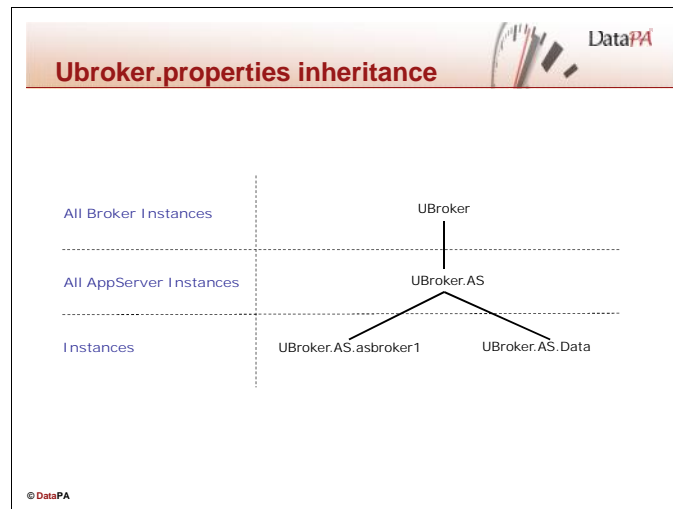 DataPA
Ubroker.properties inheritance
All Broker Instances
UBroker
All AppServer Instances
UBroker.AS
Instances
UBroker.AS.asbroker1
UBroker.AS.Data
© DataPA